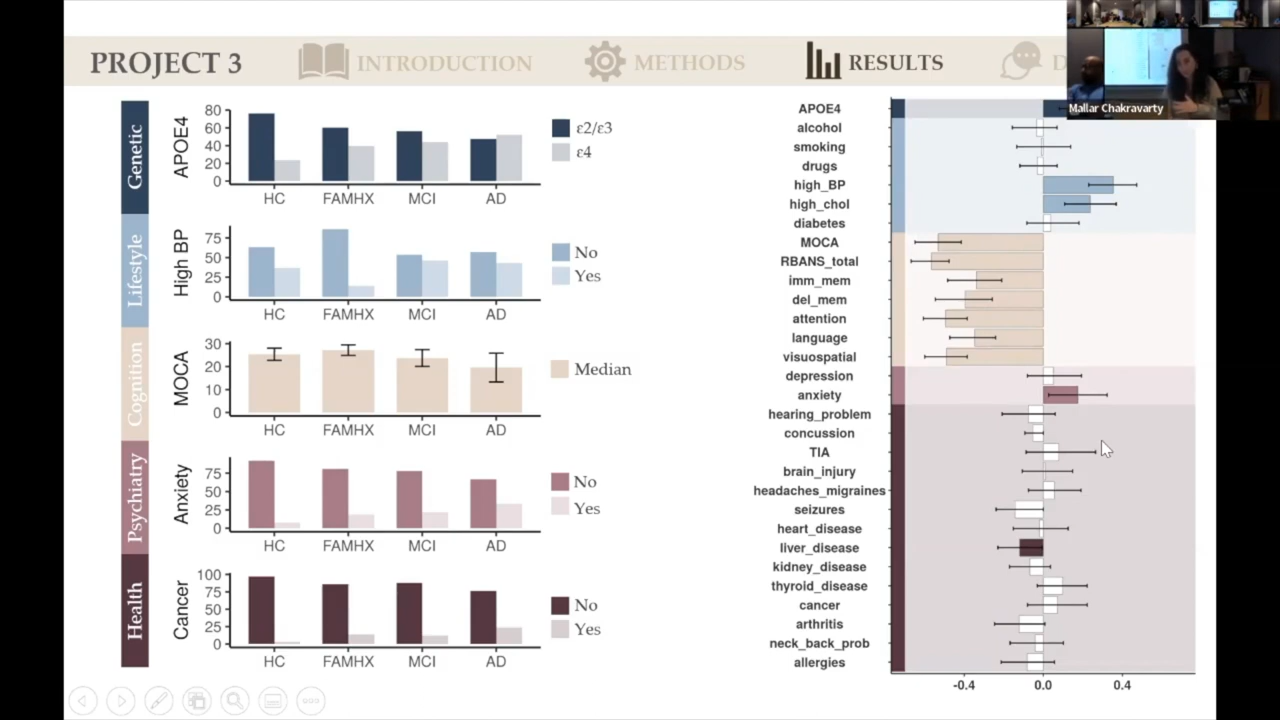 PROJECT 3
INTRODUCTION
METHODS
RESULTS
D
Mallar Chakravarty
Genetic
APOE4
80
60
40
20
0
HC FAMHX MCI AD
ε2/ε3
ε4
Lifestyle
High BP
75
50
25
0
HC FAMHX MCI AD
No
Yes
Cognition
MOCA
30
20
10
0
HC FAMHX MCI AD
Median
Psychiatry
Anxiety
75
50
25
0
HC FAMHX MCI AD
No
Yes
Health
Cancer
100
75
50
25
0
HC FAMHX MCI AD
No
Yes
APOE4
alcohol
smoking
drugs
high_BP
high_chol
diabetes
MOCA
RBANS_total
imm_mem
del_mem
attention
language
visuospatial
depression
anxiety
hearing_problem
concussion
TIA
brain_injury
headaches_migraines
seizures
heart_disease
liver_disease
kidney_disease
thyroid_disease
cancer
arthritis
neck_back_prob
allergies
-0.4 0.0 0.4